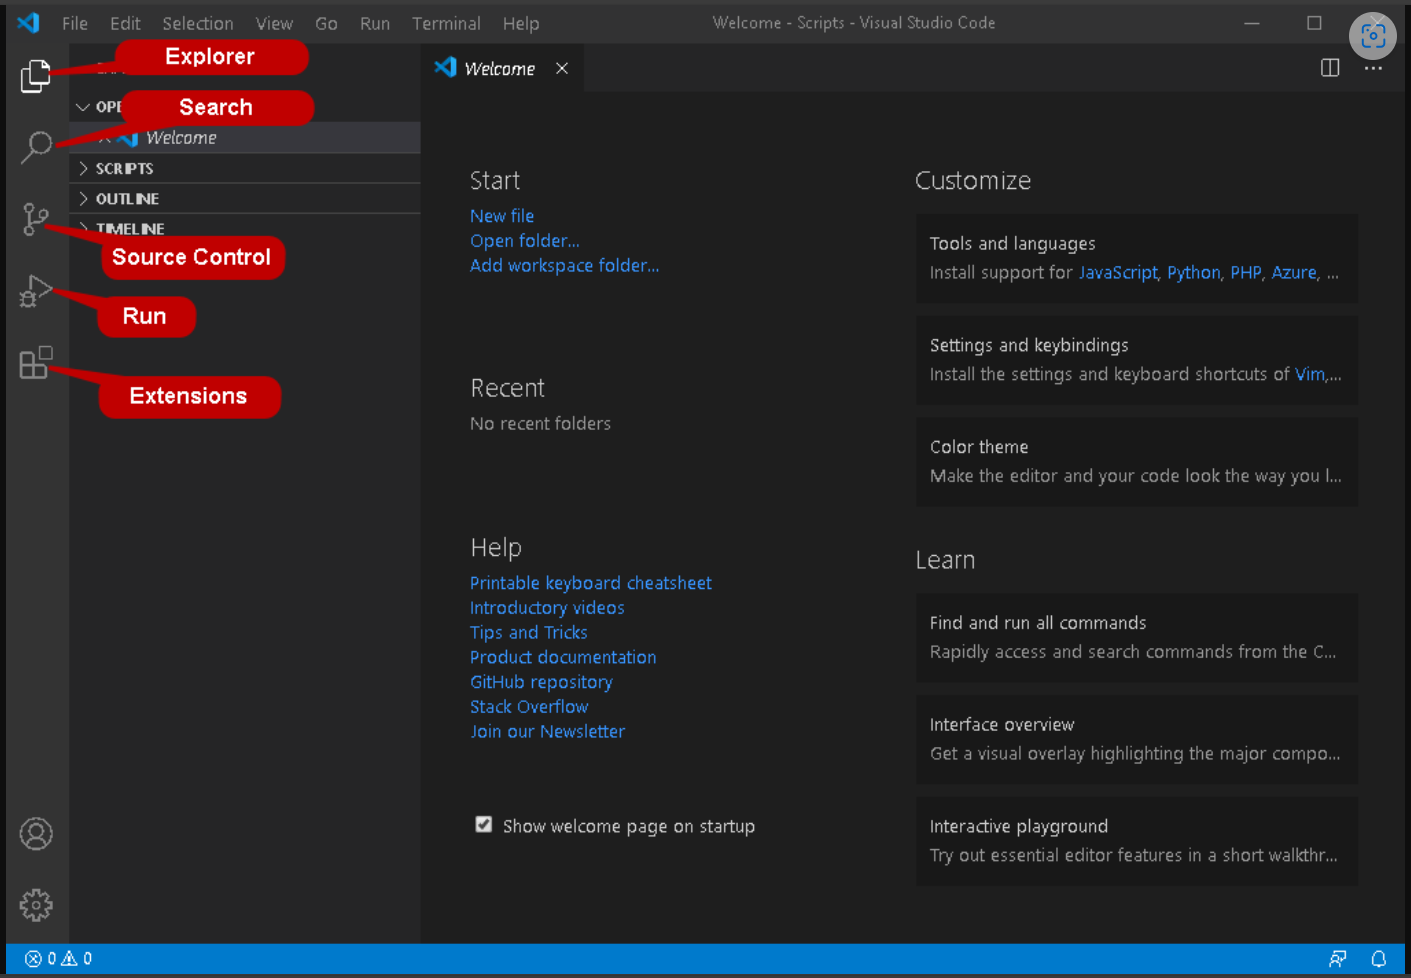 File Edit Selection View Go Run Terminal Help
Welcome - Scripts - Visual Studio Code
Explorer
Search
Welcome
SCRIPTS
OUTLINE
TIMELINE
Source Control
Run
Extensions
Welcome
Start
New file
Open folder...
Add workspace folder...
Recent
No recent folders
Help
Printable keyboard cheatsheet
Introductory videos
Tips and Tricks
Product documentation
GitHub repository
Stack Overflow
Join our Newsletter
Show welcome page on startup
Customize
Tools and languages
Install support for JavaScript, Python, PHP, Azure, ...
Settings and keybindings
Install the settings and keyboard shortcuts of Vim,...
Color theme
Make the editor and your code look the way you l...
Learn
Find and run all commands
Rapidly access and search commands from the C...
Interface overview
Get a visual overlay highlighting the major compo...
Interactive playground
Try out essential editor features in a short walkthr...
0 0